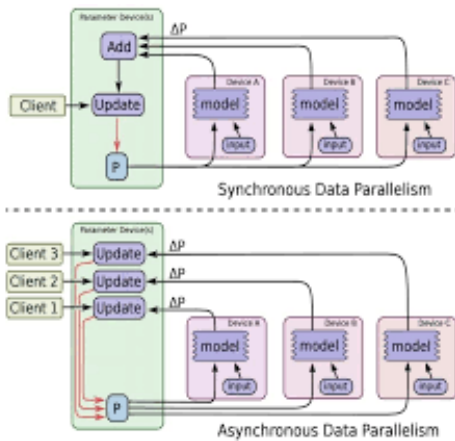 Parameter Device(s)
ΔP
Add
Device A
Device B
Device C
Client
Update
model
model
model
input
input
input
P
Synchronous Data Parallelism
Parameter Device(s)
Client 3
Update
ΔP
Client 2
Update
ΔP
Client 1
Update
ΔP
Device A
Device B
Device C
model
model
model
input
input
input
P
Asynchronous Data Parallelism